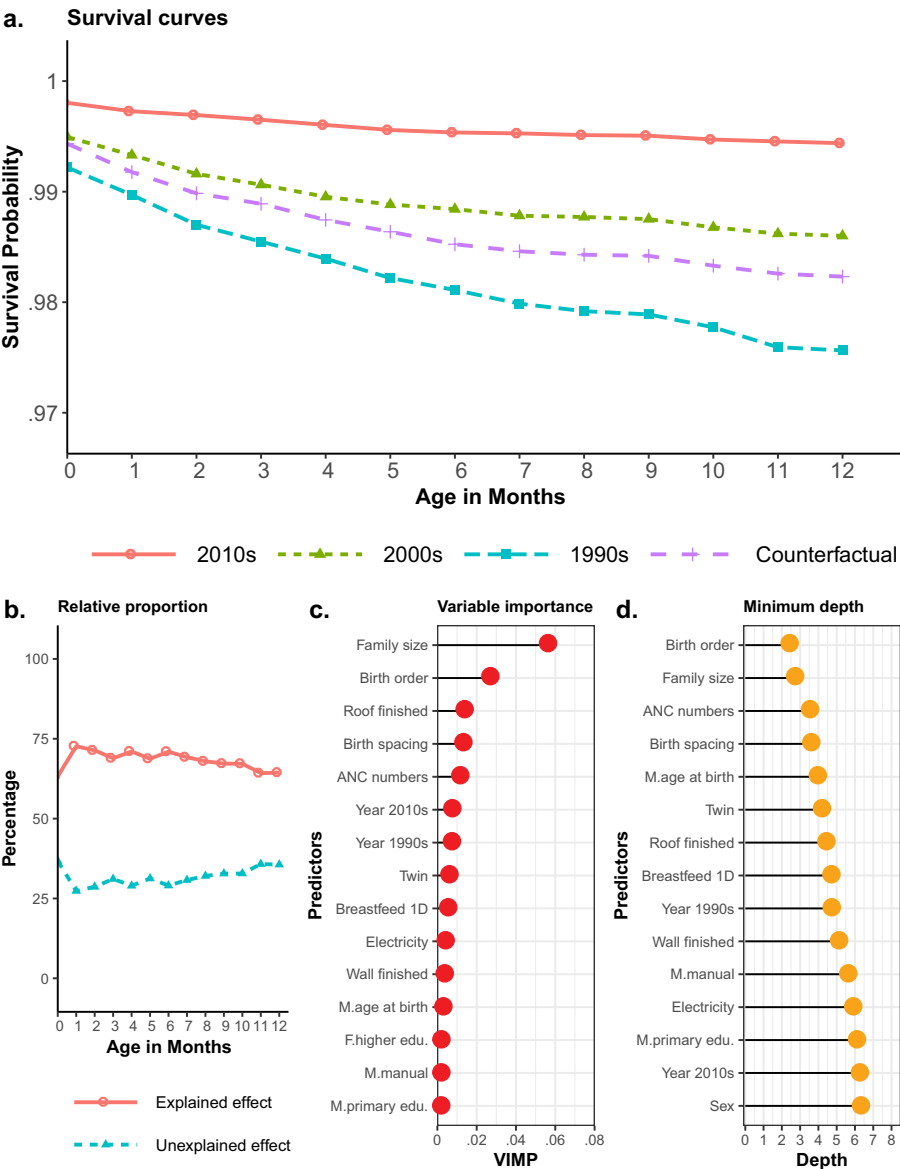 a. Survival curves
Survival Probability
1
.99
.98
.97
0 1 2 3 4 5 6 7 8 9 10 11 12
Age in Months
2010s 2000s 1990s Counterfactual
b. Relative proportion
Percentage
100
75
50
25
0
0 1 2 3 4 5 6 7 8 9 10 11 12
Age in Months
Explained effect
Unexplained effect
c. Variable importance
Predictors
Family size
Birth order
Roof finished
Birth spacing
ANC numbers
Year 2010s
Year 1990s
Twin
Breastfeed 1D
Electricity
Wall finished
M.age at birth
F.higher edu.
M.manual
M.primary edu.
0 .02 .04 .06 .08
VIMP
d. Minimum depth
Predictors
Birth order
Family size
ANC numbers
Birth spacing
M.age at birth
Twin
Roof finished
Breastfeed 1D
Year 1990s
Wall finished
M.manual
Electricity
M.primary edu.
Year 2010s
Sex
0 1 2 3 4 5 6 7 8
Depth